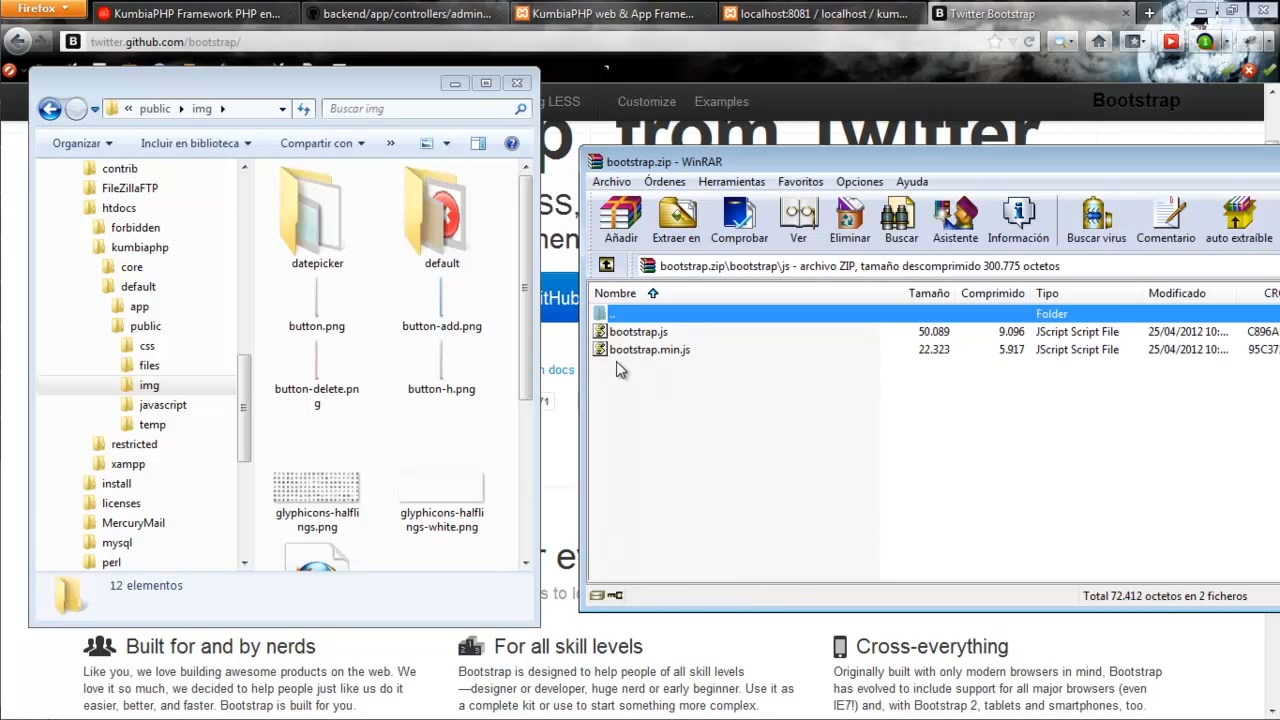 Firefox
KumbiaPHP Framework PHP en...
backend/app/controllers/admin...
KumbiaPHP web & App Frame...
localhost:8081 / localhost / kum...
Twitter Bootstrap
twitter.github.com/bootstrap/
LESS
Customize
Examples
Bootstrap
from Twitter
public
img
Buscar img
Organizar
Incluir en biblioteca
Compartir con
»
contrib
FileZillaFTP
htdocs
forbidden
kumbiaphp
core
default
app
public
css
files
img
javascript
temp
restricted
xampp
install
licenses
MercuryMail
mysql
perl
datepicker
default
button.png
button-add.png
button-delete.pn
g
button-h.png
glyphicons-halfli
ngs.png
glyphicons-halfli
ngs-white.png
12 elementos
bootstrap.zip - WinRAR
Archivo
Órdenes
Herramientas
Favoritos
Opciones
Ayuda
Añadir
Extraer en
Comprobar
Ver
Eliminar
Buscar
Asistente
Información
Buscar virus
Comentario
auto extraíble
bootstrap.zip\bootstrap\js - archivo ZIP, tamaño descomprimido 300.775 octetos
Nombre
Tamaño
Comprimido
Tipo
Modificado
CRC
..
Folder
bootstrap.js
50.089
9.096
JScript Script File
25/04/2012 10:...
C896A
bootstrap.min.js
22.323
5.917
JScript Script File
25/04/2012 10:...
95C37
Total 72.412 octetos en 2 ficheros
itHub
n docs
71
Built for and by nerds
Like you, we love building awesome products on the web. We
love it so much, we decided to help people just like us do it
easier, better, and faster. Bootstrap is built for you.
For all skill levels
Bootstrap is designed to help people of all skill levels
—designer or developer, huge nerd or early beginner. Use it as
a complete kit or use to start something more complex.
Cross-everything
Originally built with only modern browsers in mind, Bootstrap
has evolved to include support for all major browsers (even
IE7!) and, with Bootstrap 2, tablets and smartphones, too.